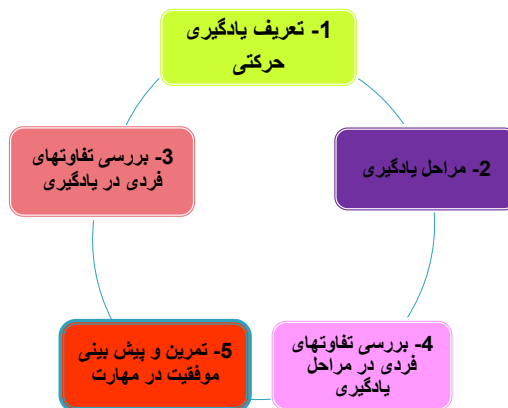 1- تعریف یادگیری
حرکتی
2- مراحل یادگیری
3- بررسی تفاوتهای
فردی در یادگیری
4- بررسی تفاوتهای
فردی در مراحل
یادگیری
5- تمرین و پیش بینی
موفقیت در مهارت